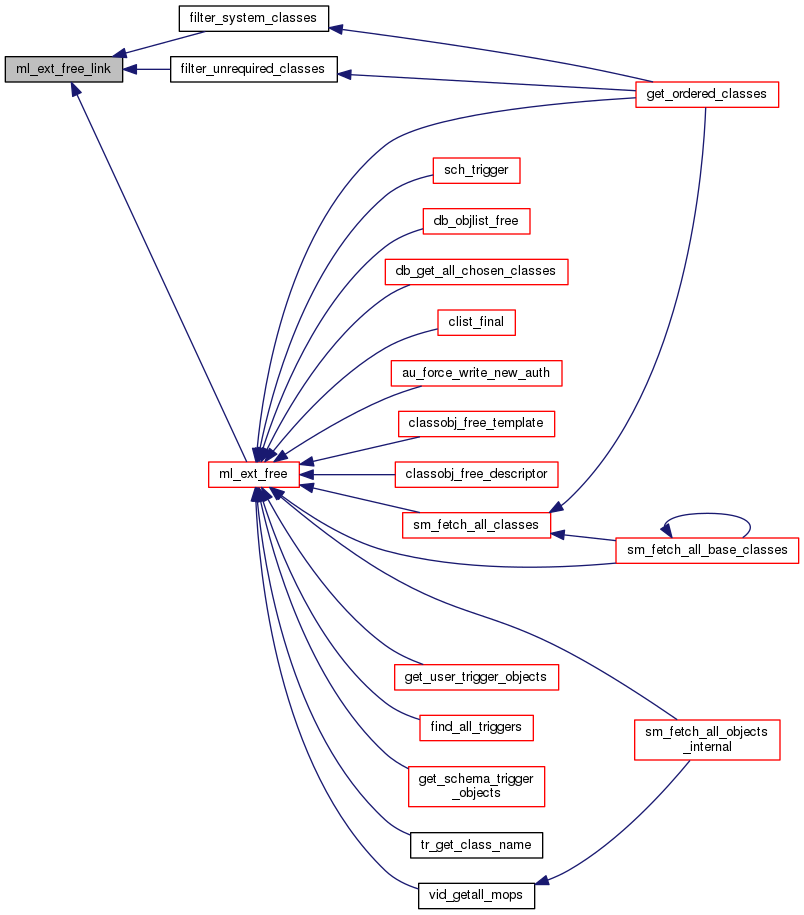 filter_system_classes
ml_ext_free_link
filter_unrequired_classes
get_ordered_classes
sch_trigger
db_objlist_free
db_get_all_chosen_classes
clist_final
au_force_write_new_auth
classobj_free_template
ml_ext_free
classobj_free_descriptor
sm_fetch_all_classes
sm_fetch_all_base_classes
get_user_trigger_objects
find_all_triggers
sm_fetch_all_objects
_internal
get_schema_trigger
_objects
tr_get_class_name
vid_getall_mops